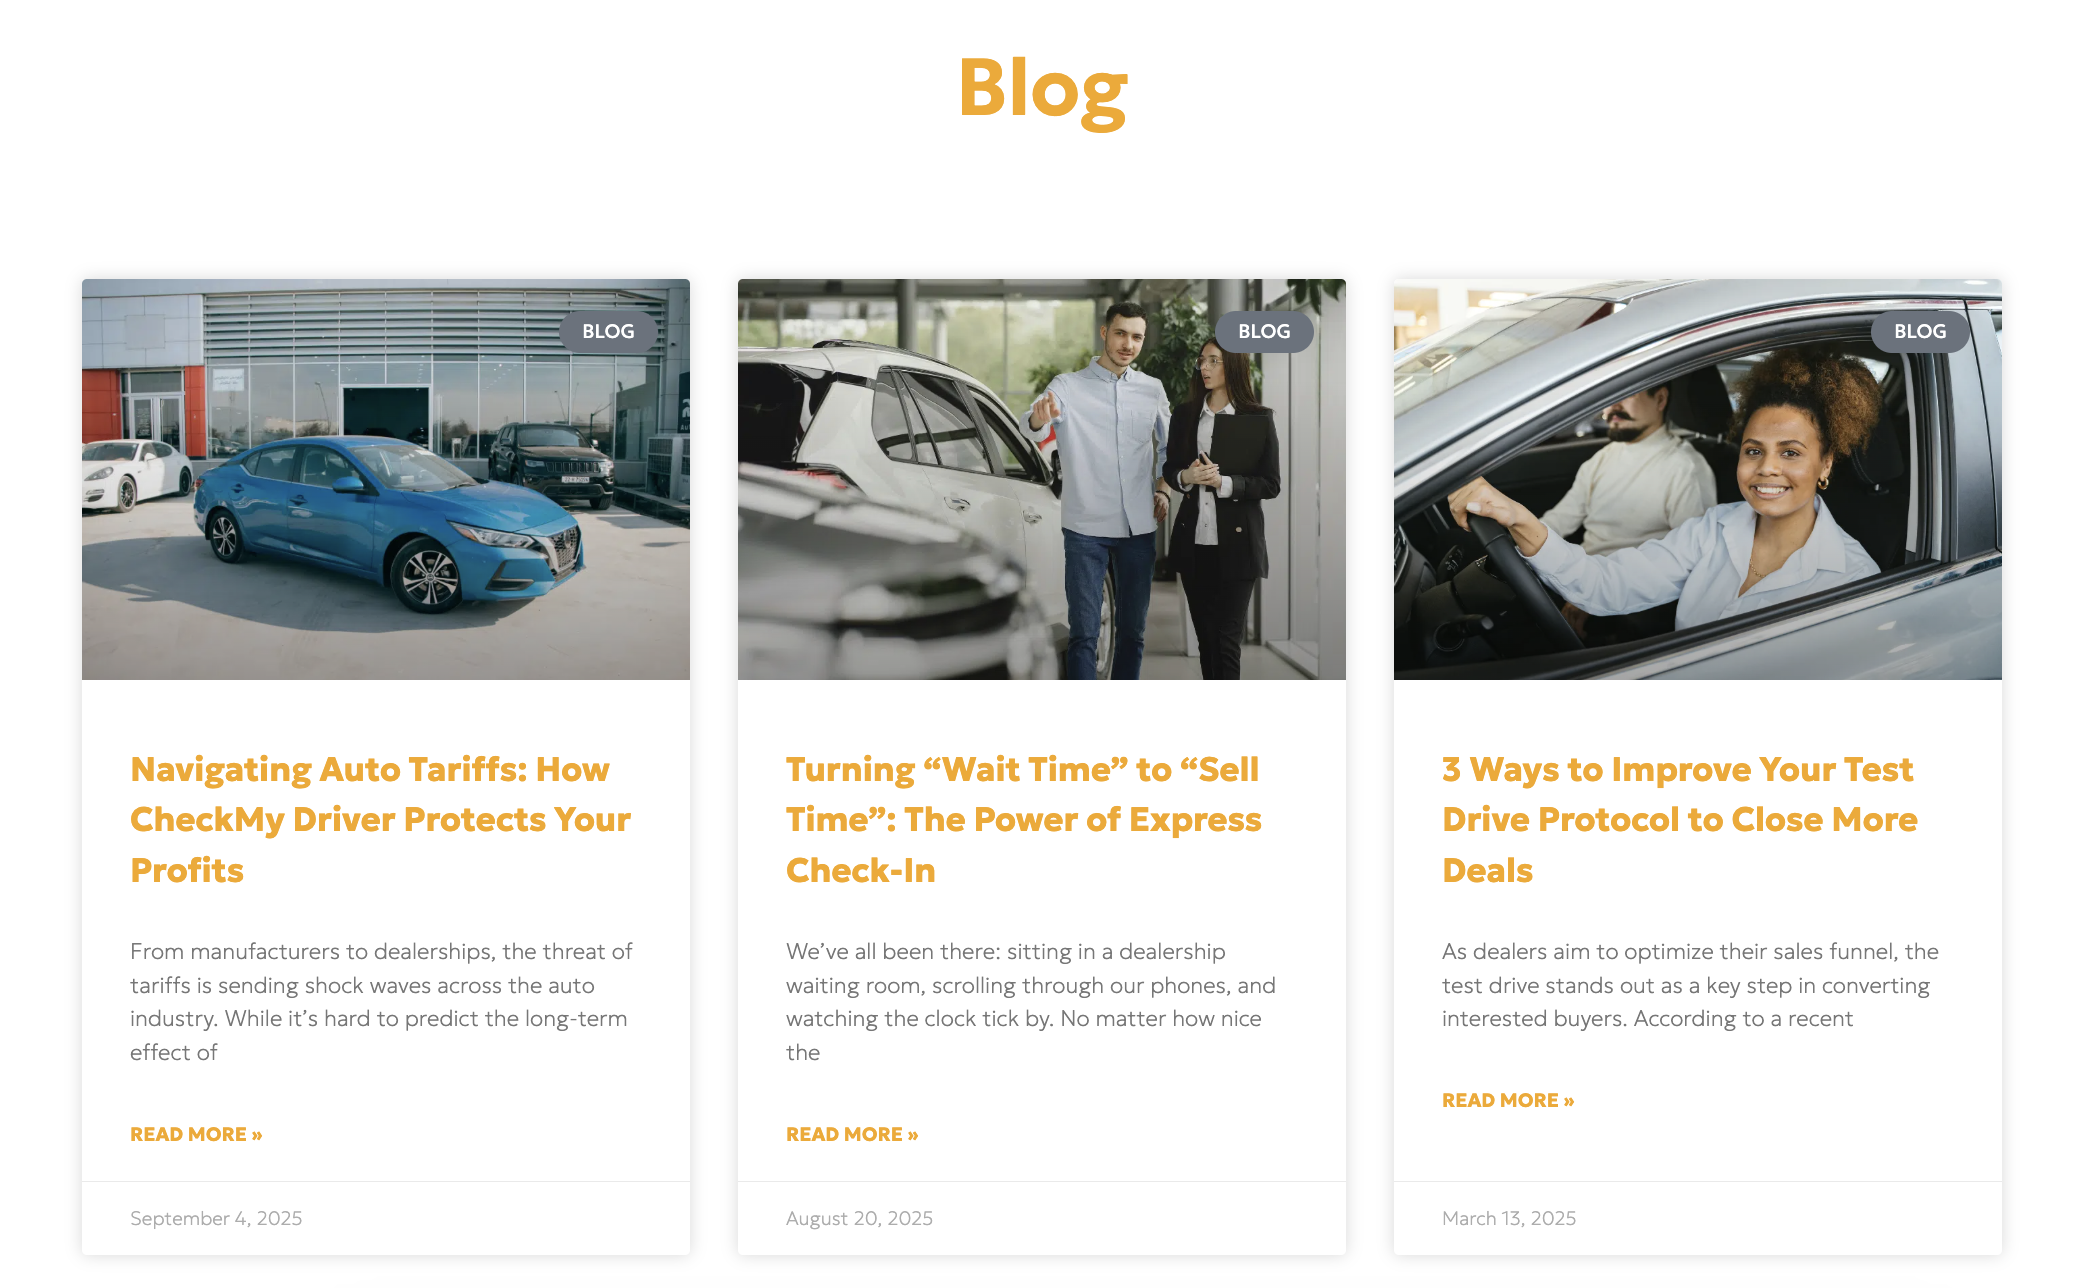 Blog
BLOG
Navigating Auto Tariffs: How
CheckMy Driver Protects Your
Profits
From manufacturers to dealerships, the threat of
tariffs is sending shock waves across the auto
industry. While it’s hard to predict the long-term
effect of
READ MORE »
September 4, 2025
BLOG
Turning “Wait Time” to “Sell
Time”: The Power of Express
Check-In
We’ve all been there: sitting in a dealership
waiting room, scrolling through our phones, and
watching the clock tick by. No matter how nice
the
READ MORE »
August 20, 2025
BLOG
3 Ways to Improve Your Test
Drive Protocol to Close More
Deals
As dealers aim to optimize their sales funnel, the
test drive stands out as a key step in converting
interested buyers. According to a recent
READ MORE »
March 13, 2025